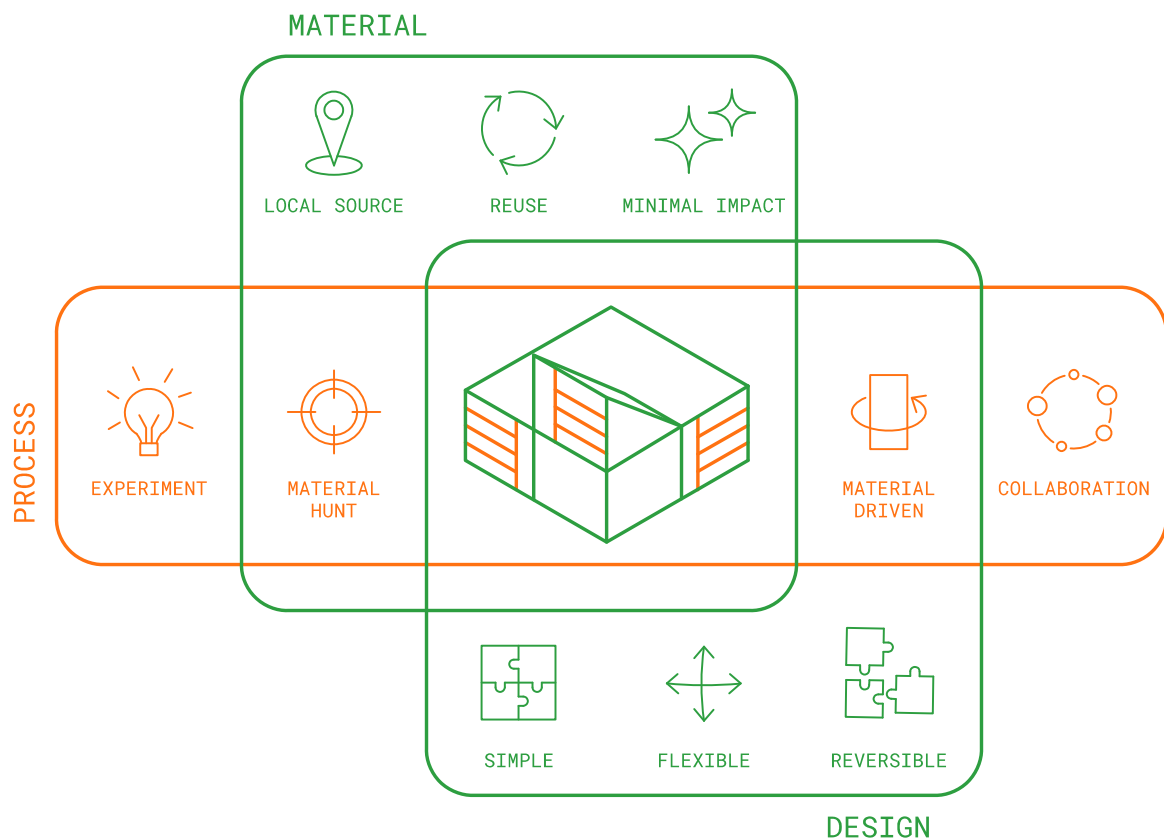 MATERIAL
LOCAL SOURCE
REUSE
MINIMAL IMPACT
PROCESS
EXPERIMENT
MATERIAL
HUNT
MATERIAL
DRIVEN
COLLABORATION
SIMPLE
FLEXIBLE
REVERSIBLE
DESIGN